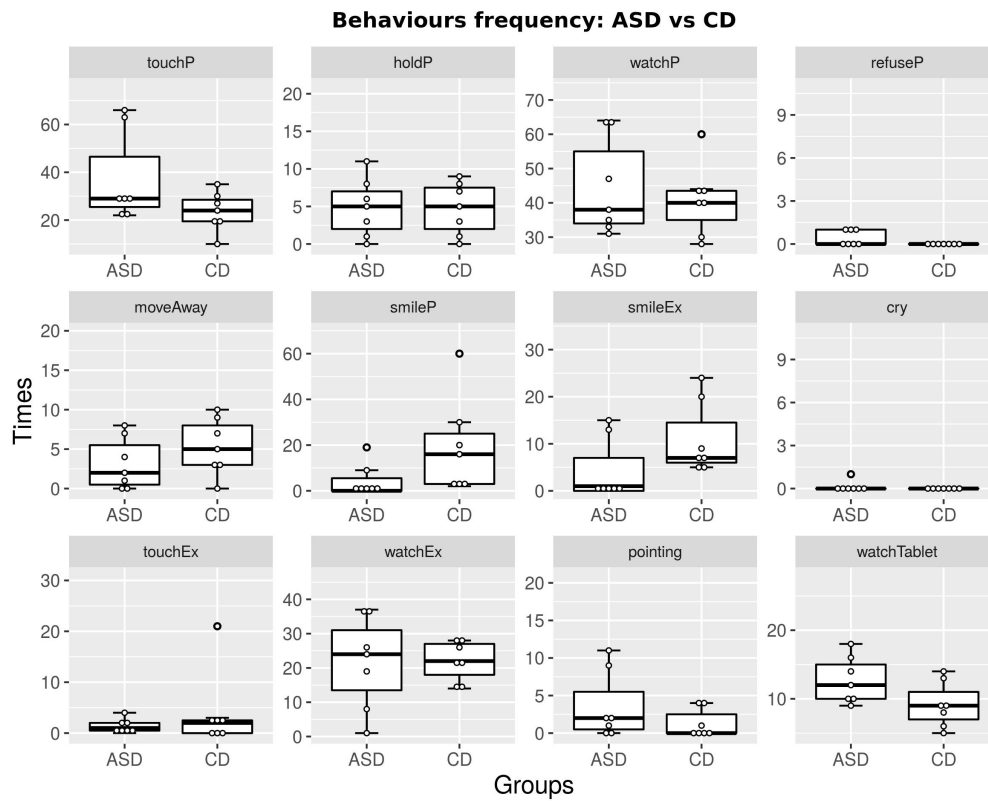 Behaviours frequency: ASD vs CD
touchP
holdP
watchP
refuseP
60
40
20
20
15
10
5
0
70
60
50
40
30
9
6
3
0
ASD
CD
ASD
CD
ASD
CD
ASD
CD
moveAway
smileP
smileEx
cry
20
15
10
5
0
60
40
20
0
30
20
10
0
9
6
3
0
ASD
CD
ASD
CD
ASD
CD
ASD
CD
Times
touchEx
watchEx
pointing
watchTablet
30
20
10
0
40
30
20
10
0
20
15
10
5
0
20
10
ASD
CD
ASD
CD
ASD
CD
ASD
CD
Groups